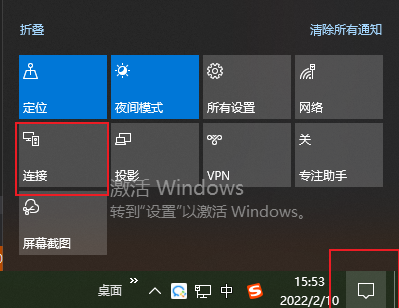 折叠 清除所有通知
定位 夜间模式 所有设置 网络
连接 投影 VPN 专注助手
激活 Windows
转到"设置"以激活 Windows。
屏幕截图
桌面 » 中 S 15:53
2022/2/10